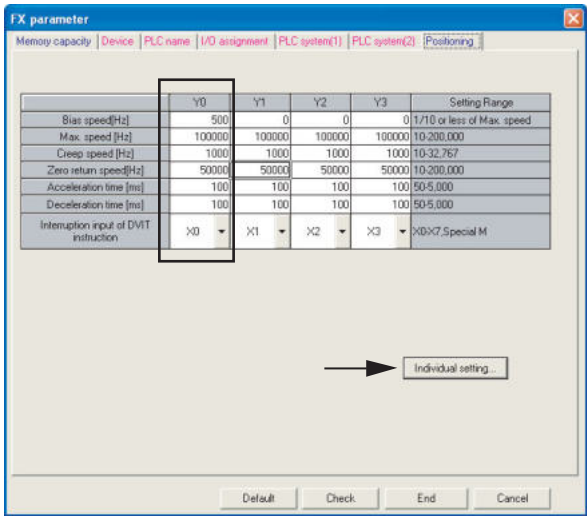 FX parameter
Memory capacity Device PLC name I/O assignment PLC system(1) PLC system(2) Positioning
Y0 Y1 Y2 Y3 Setting Range
Bias speed[Hz] 500 0 0 0 1/10 or less of Max. speed
Max. speed [Hz] 100000 100000 100000 100000 10-200,000
Creep speed [Hz] 1000 1000 1000 1000 10-32,767
Zero return speed[Hz] 50000 50000 50000 50000 10-200,000
Acceleration time [ms] 100 100 100 100 50-5,000
Deceleration time [ms] 100 100 100 100 50-5,000
Interruption input of DVIT
instruction X0 X1 X2 X3 X0-X7,Special M
Individual setting...
Default Check End Cancel